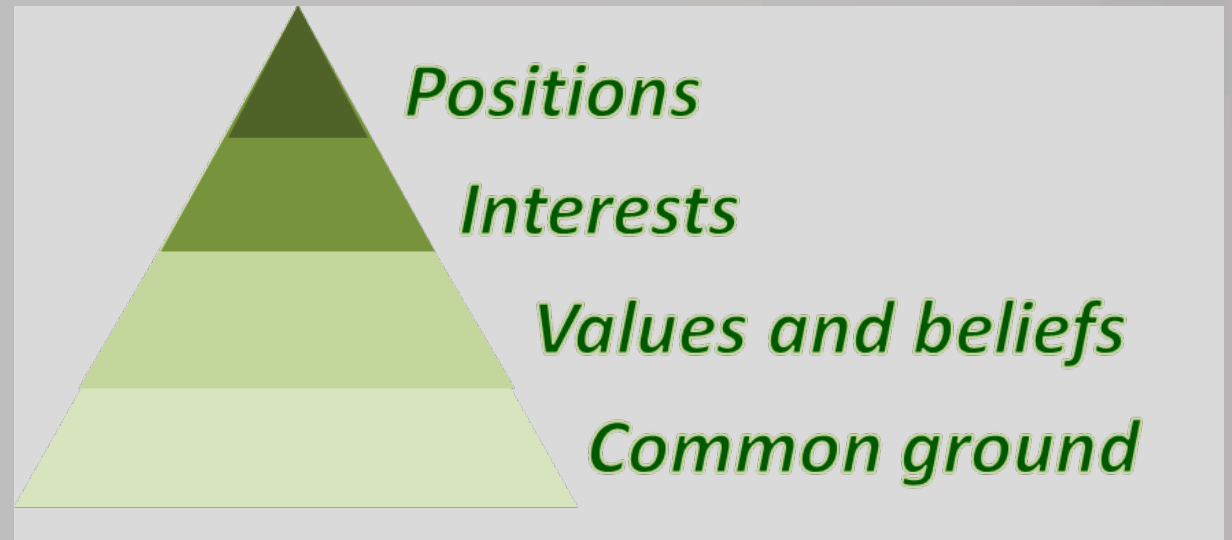 Positions
Interests
Values and beliefs
Common ground